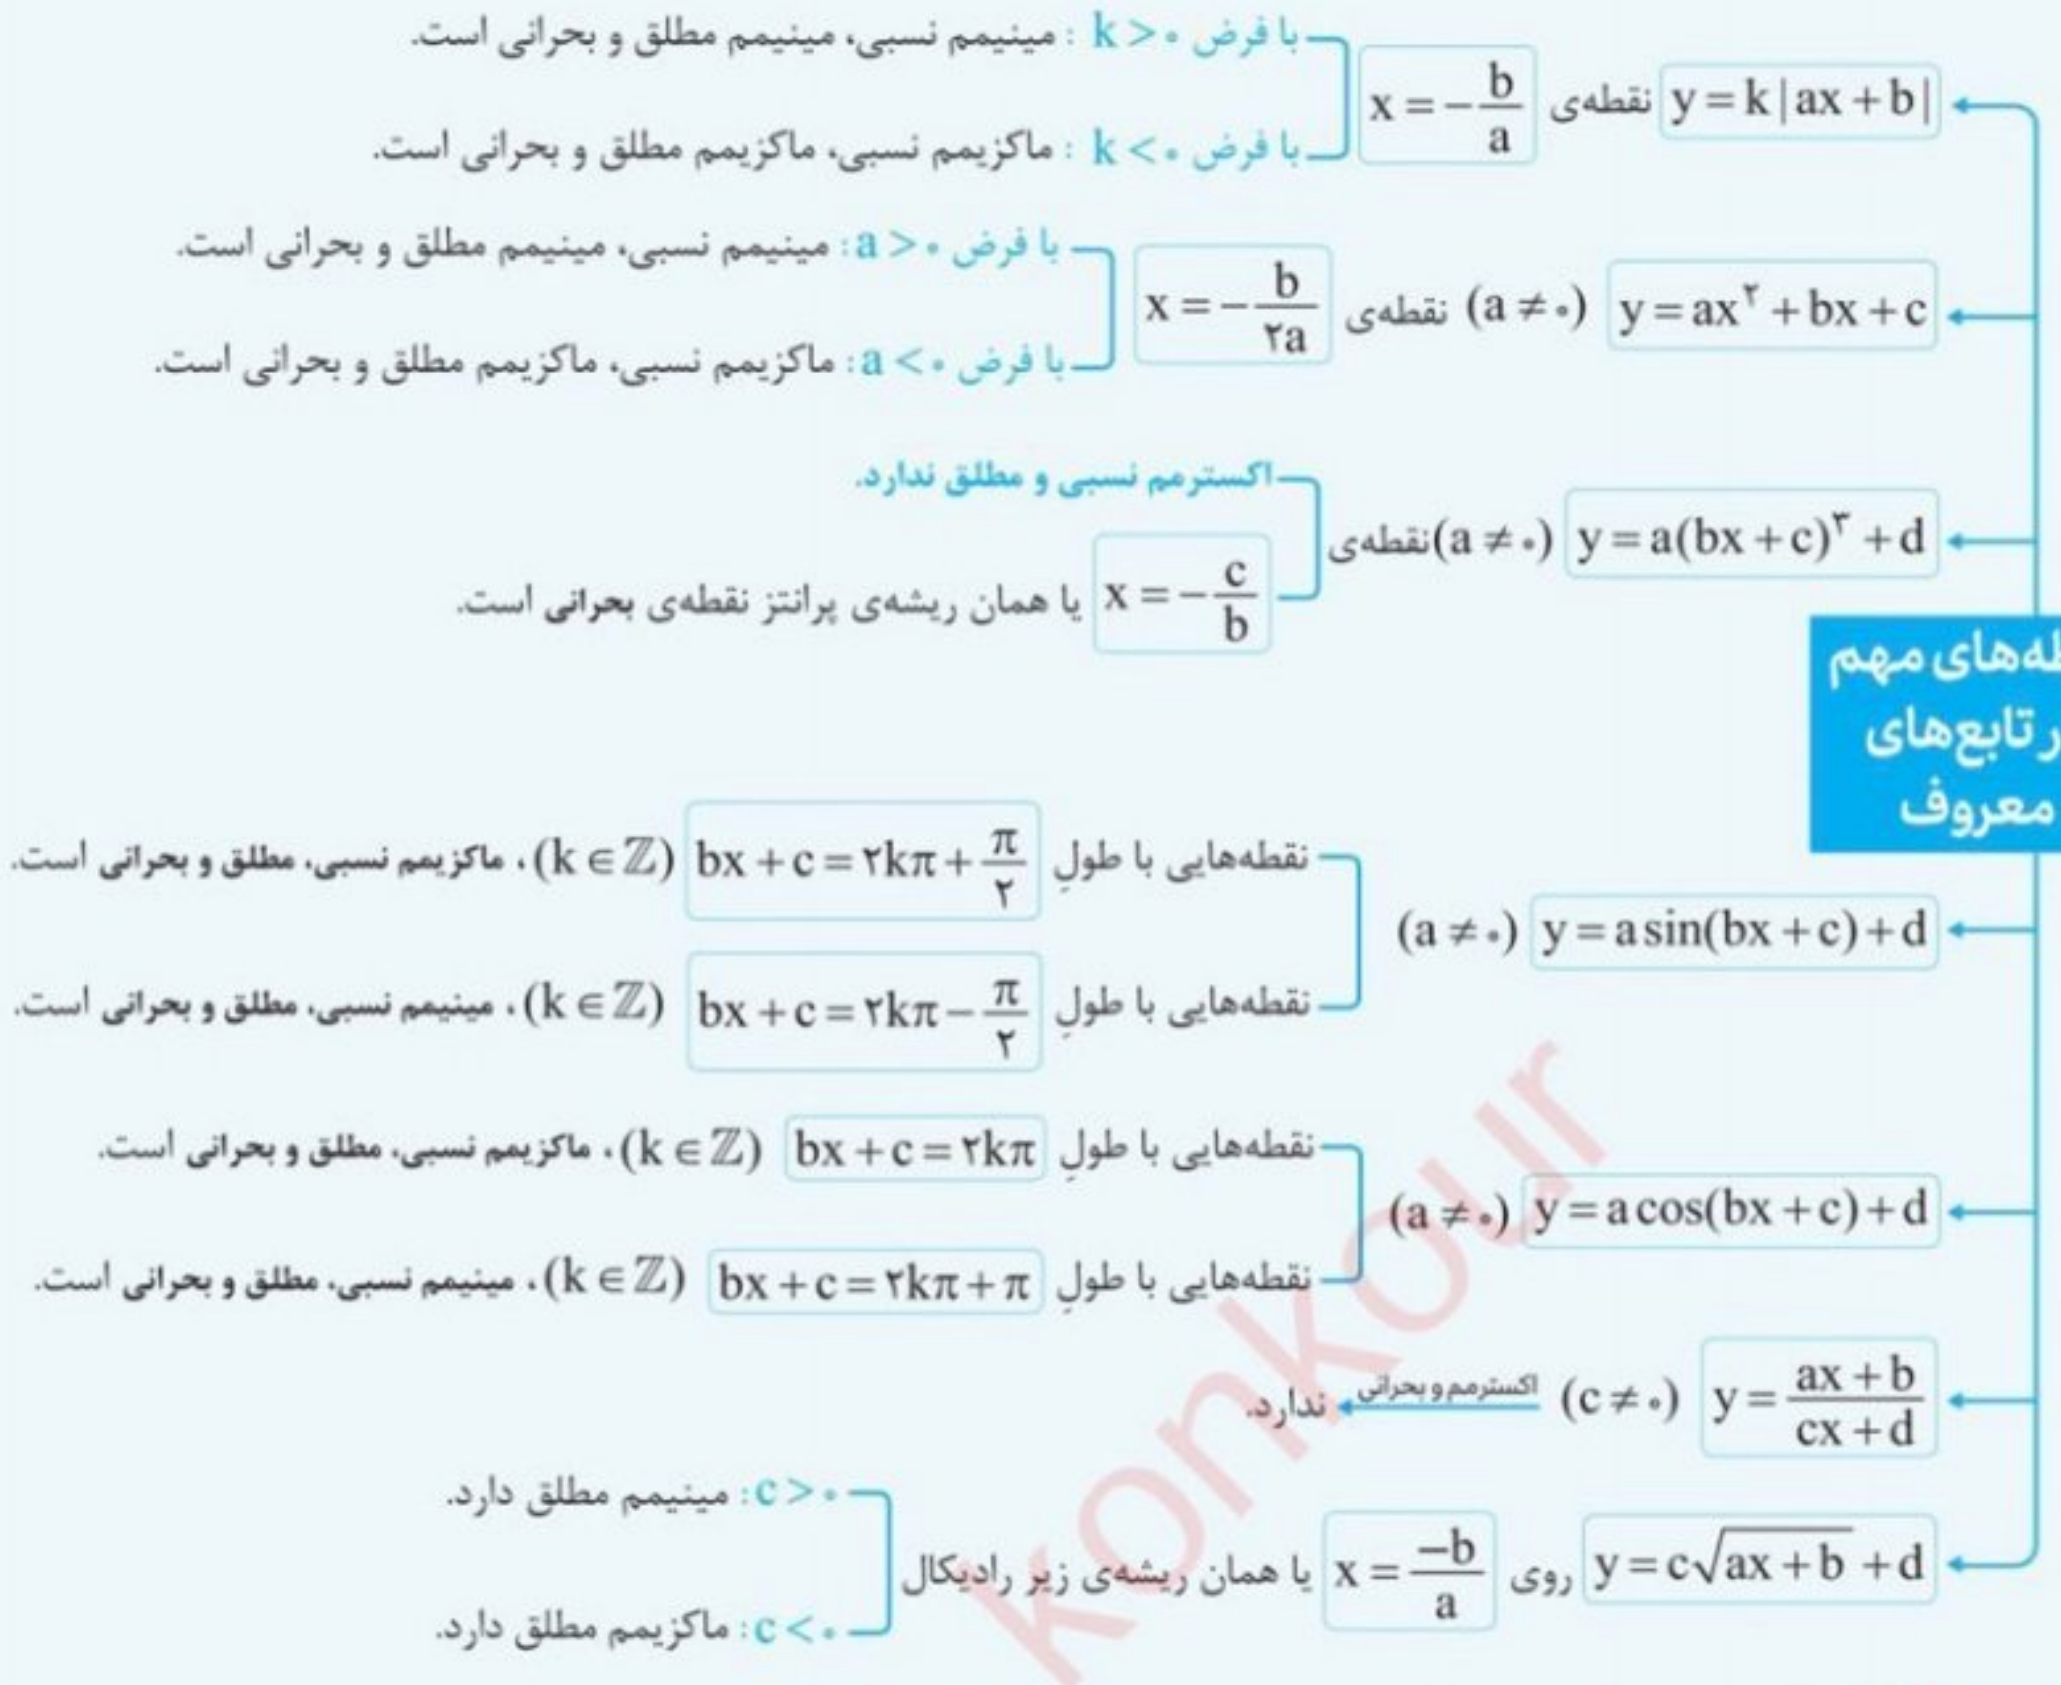 y = k|ax + b| نقطه‌ی x = -b/a
با فرض k > ۰ : مینیمم نسبی، مینیمم مطلق و بحرانی است.
با فرض k < ۰ : ماکزیمم نسبی، ماکزیمم مطلق و بحرانی است.
y = ax^۲ + bx + c (a ≠ ۰) نقطه‌ی x = -b/۲a
با فرض a > ۰ : مینیمم نسبی، مینیمم مطلق و بحرانی است.
با فرض a < ۰ : ماکزیمم نسبی، ماکزیمم مطلق و بحرانی است.
y = a(bx + c)^۳ + d (a ≠ ۰) نقطه‌ی
اکسترمم نسبی و مطلق ندارد.
x = -c/b یا همان ریشه‌ی پرانتز نقطه‌ی بحرانی است.
مهم
تابع‌های
معروف
y = a sin(bx + c) + d (a ≠ ۰)
نقطه‌هایی با طولِ bx + c = ۲kπ + π/۲ (k ∈ ℤ)، ماکزیمم نسبی، مطلق و بحرانی است.
نقطه‌هایی با طولِ bx + c = ۲kπ - π/۲ (k ∈ ℤ)، مینیمم نسبی، مطلق و بحرانی است.
y = a cos(bx + c) + d (a ≠ ۰)
نقطه‌هایی با طولِ bx + c = ۲kπ (k ∈ ℤ)، ماکزیمم نسبی، مطلق و بحرانی است.
نقطه‌هایی با طولِ bx + c = ۲kπ + π (k ∈ ℤ)، مینیمم نسبی، مطلق و بحرانی است.
y = (ax + b)/(cx + d) (c ≠ ۰) اکسترمم و بحرانی ندارد.
y = c√(ax + b) + d روی x = -b/a یا همان ریشه‌ی زیر رادیکال
c > ۰ : مینیمم مطلق دارد.
c < ۰ : ماکزیمم مطلق دارد.
konkour